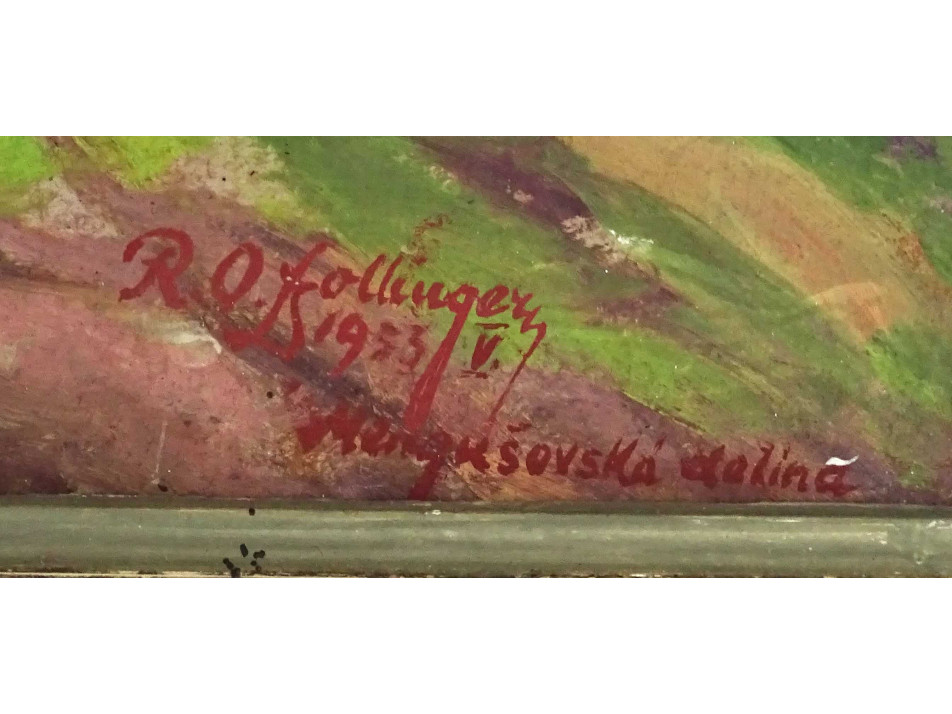 R. O. Hollinger
1933 V.
Mengušovská dolina